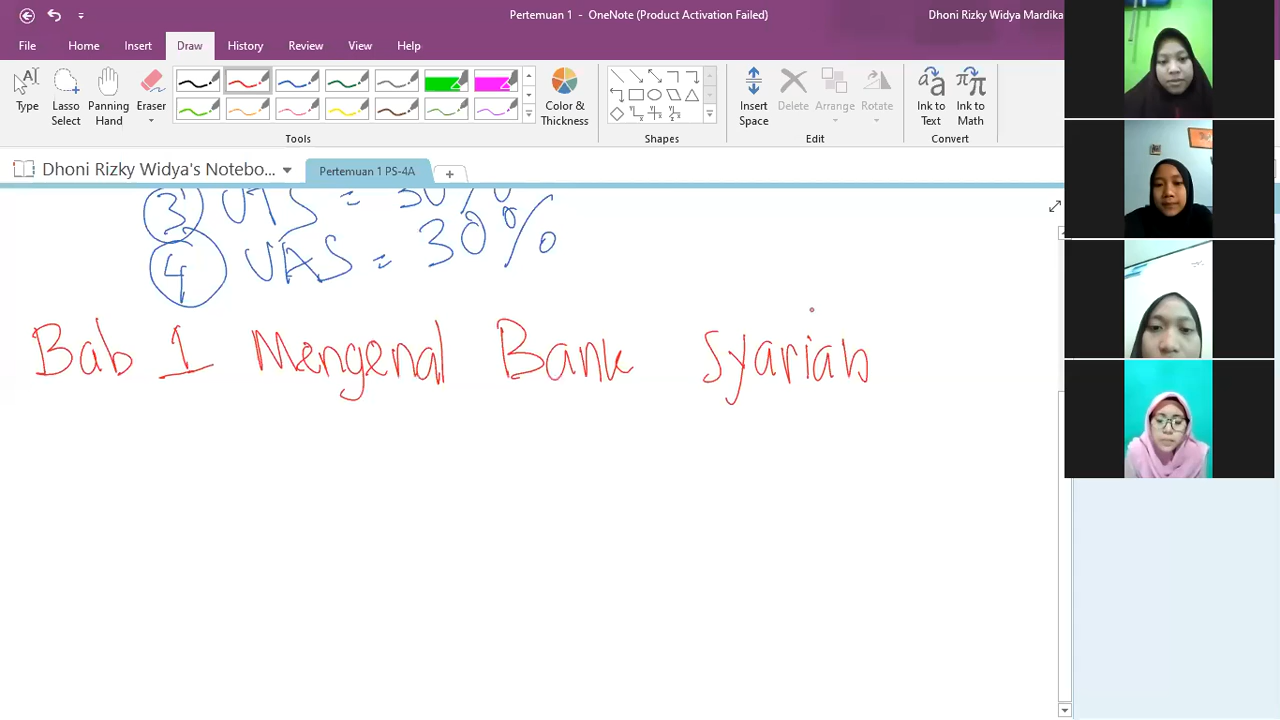 Pertemuan 1 - OneNote (Product Activation Failed)
Dhoni Rizky Widya Mardika
File Home Insert Draw History Review View Help
Type
Lasso Select
Panning Hand
Eraser
Color & Thickness
Insert Space
Delete
Arrange
Rotate
Ink to Text
Ink to Math
Tools
Shapes
Edit
Convert
Dhoni Rizky Widya's Notebo...
Pertemuan 1 PS-4A
3 UTS = 30%
4 UAS = 30%
Bab 1 Mengenal Bank Syariah